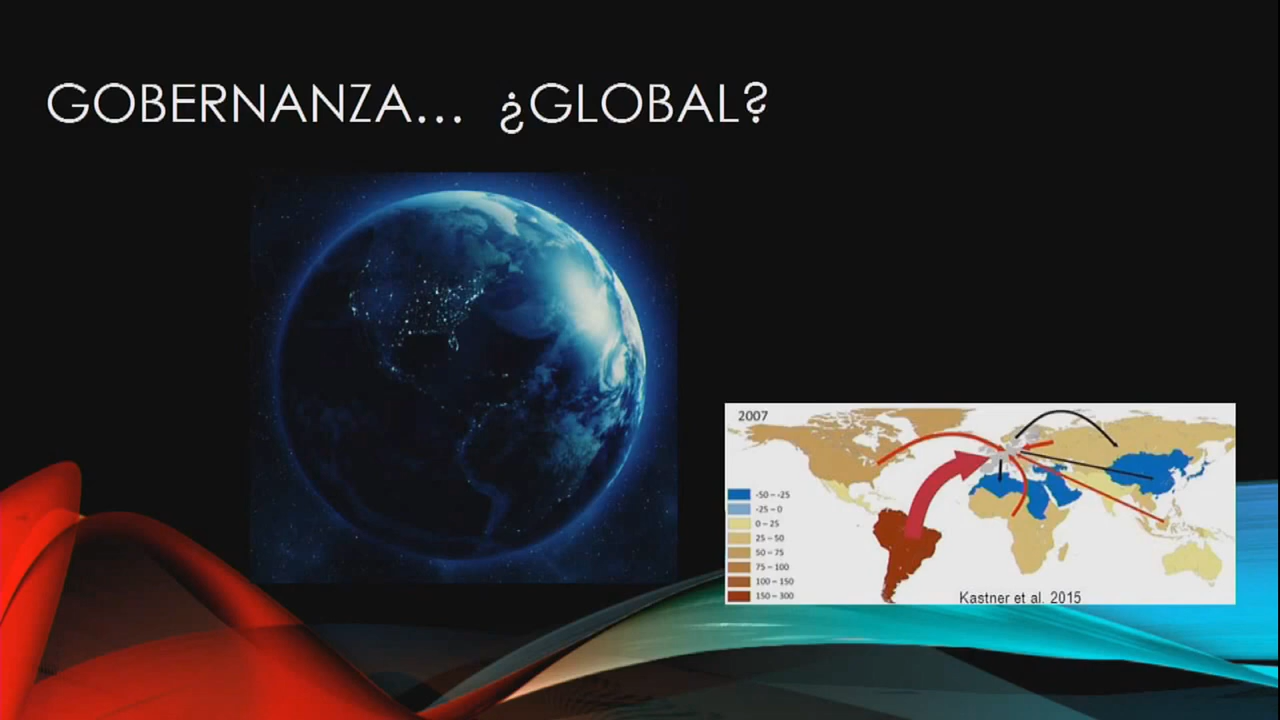 GOBERNANZA... ¿GLOBAL?
2007
-50 – -25
-25 – 0
0 – 25
25 – 50
50 – 75
75 – 100
100 – 150
150 – 300
Kastner et al. 2015